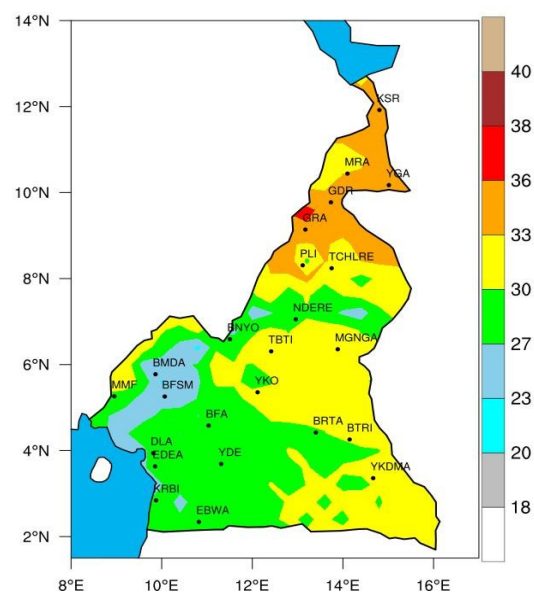 14°N
12°N
10°N
8°N
6°N
4°N
2°N
8°E
10°E
12°E
14°E
16°E
KSR
MRA
YGA
GDR
GRA
PLI
TCHLRE
NDERE
BNYO
TBTI
MGNGA
BMDA
MMF
BFSM
YKO
BFA
BRTA
BTRI
DLA
EDEA
YDE
YKDMA
KRBI
EBWA
40
38
36
33
30
27
23
20
18